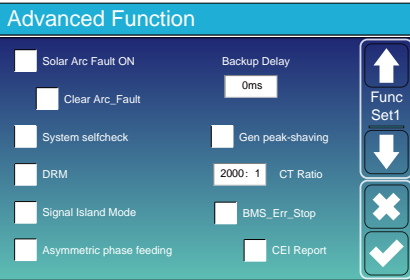 Advanced Function
Solar Arc Fault ON
Backup Delay
Clear Arc_Fault
0ms
Func
Set1
System selfcheck
Gen peak-shaving
DRM
2000: 1
CT Ratio
Signal Island Mode
BMS_Err_Stop
Asymmetric phase feeding
CEI Report